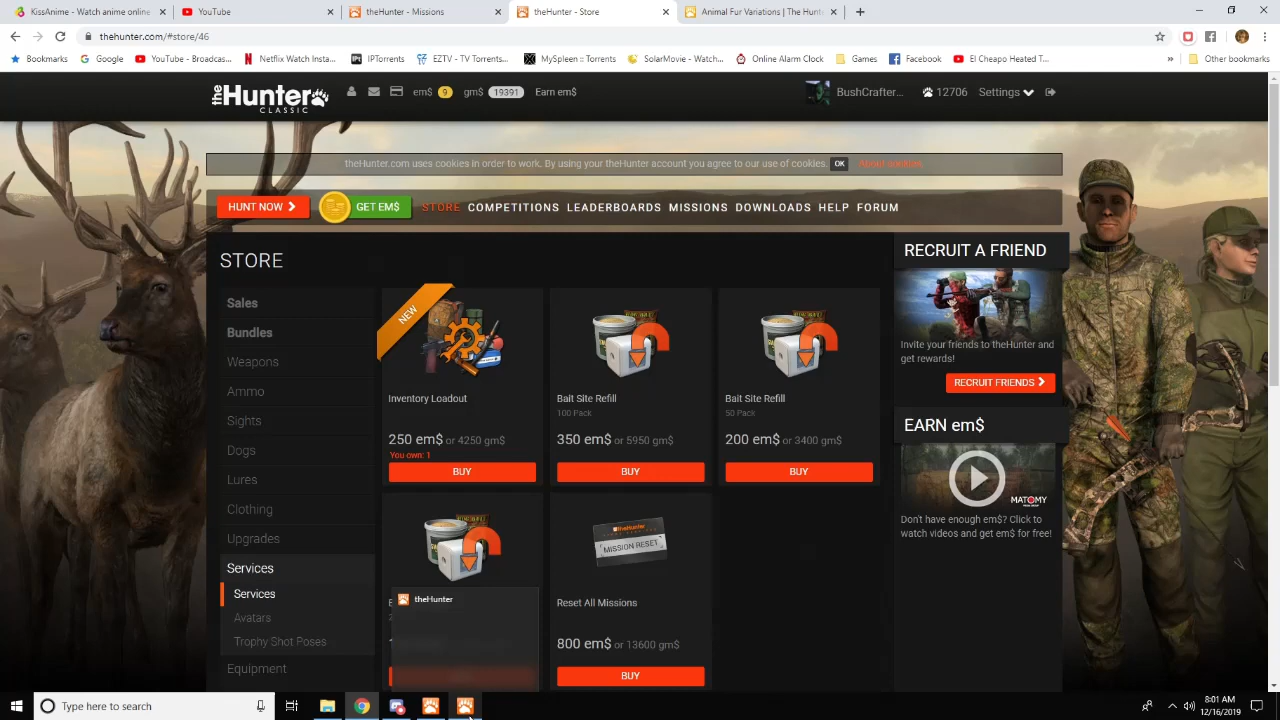 KissAnime - Watch anime online -
YouTube
theHunter - Missions
theHunter - Store
Animal Fur Variations | The Hunt
thehunter.com/#store/46
Bookmarks
Google
YouTube - Broadcas...
Netflix Watch Insta...
IPTorrents
EZTV - TV Torrents...
MySpleen :: Torrents
SolarMovie - Watch...
Online Alarm Clock
Games
Facebook
El Cheapo Heated T...
»
Other bookmarks
theHunter CLASSIC
em$ 9
gm$ 19391
Earn em$
BushCrafter...
12706
Settings
theHunter.com uses cookies in order to work. By using your theHunter account you agree to our use of cookies.
OK
About cookies
HUNT NOW
GET EM$
STORE
COMPETITIONS
LEADERBOARDS
MISSIONS
DOWNLOADS
HELP
FORUM
STORE
Sales
Bundles
Weapons
Ammo
Sights
Dogs
Lures
Clothing
Upgrades
Services
Services
Avatars
Trophy Shot Poses
Equipment
NEW
Inventory Loadout
250 em$ or 4250 gm$
You own: 1
BUY
Bait Site Refill
100 Pack
350 em$ or 5950 gm$
BUY
Bait Site Refill
50 Pack
200 em$ or 3400 gm$
BUY
theHunter
theHunter
MISSION RESET
Reset All Missions
800 em$ or 13600 gm$
BUY
RECRUIT A FRIEND
Invite your friends to theHunter and
get rewards!
RECRUIT FRIENDS
EARN em$
MATOMY
Don't have enough em$? Click to
watch videos and get em$ for free!
Type here to search
8:01 AM
12/16/2019